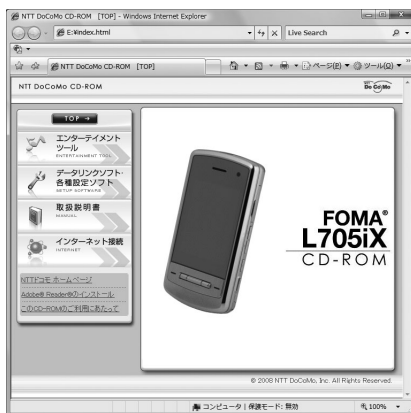 NTT DoCoMo CD-ROM [TOP] - Windows Internet Explorer
E:¥index.html
Live Search
NTT DoCoMo CD-ROM [TOP]
ページ(P)
ツール(O)
NTT DoCoMo CD-ROM
DoCoMo
TOP →
エンターテイメント
ツール
ENTERTAINMENT TOOL
データリンクソフト・
各種設定ソフト
SETUP SOFTWARE
取扱説明書
MANUAL
インターネット接続
INTERNET
NTTドコモ ホームページ
Adobe® Reader®のインストール
このCD-ROMのご利用にあたって
FOMA®
L705iX
CD-ROM
© 2008 NTT DoCoMo, Inc. All Rights Reserved.
コンピュータ | 保護モード: 無効
100%